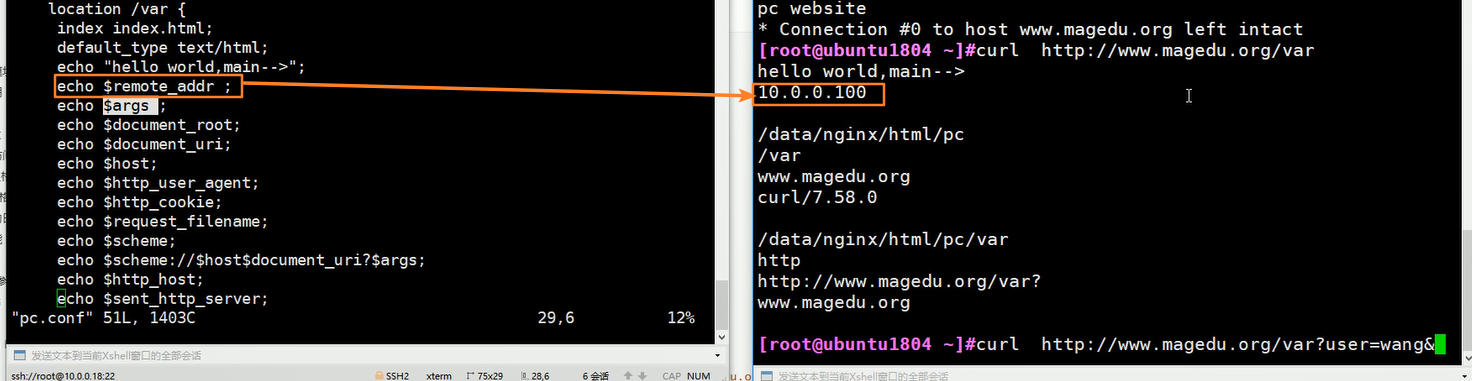 location /var {
index index.html;
default_type text/html;
echo "hello world,main-->";
echo $remote_addr ;
echo $args ;
echo $document_root;
echo $document_uri;
echo $host;
echo $http_user_agent;
echo $http_cookie;
echo $request_filename;
echo $scheme;
echo $scheme://$host$document_uri?$args;
echo $http_host;
echo $sent_http_server;
"pc.conf" 51L, 1403C 29,6 12%
发送文本到当前Xshell窗口的全部会话
ssh://root@10.0.0.18:22 SSH2 xterm 75x29 28,6 6 会话 CAP NUM
pc website
* Connection #0 to host www.magedu.org left intact
[root@ubuntu1804 ~]#curl  http://www.magedu.org/var
hello world,main-->
10.0.0.100
/data/nginx/html/pc
/var
www.magedu.org
curl/7.58.0
/data/nginx/html/pc/var
http
http://www.magedu.org/var?
www.magedu.org
[root@ubuntu1804 ~]#curl  http://www.magedu.org/var?user=wang&
发送文本到当前Xshell窗口的全部会话